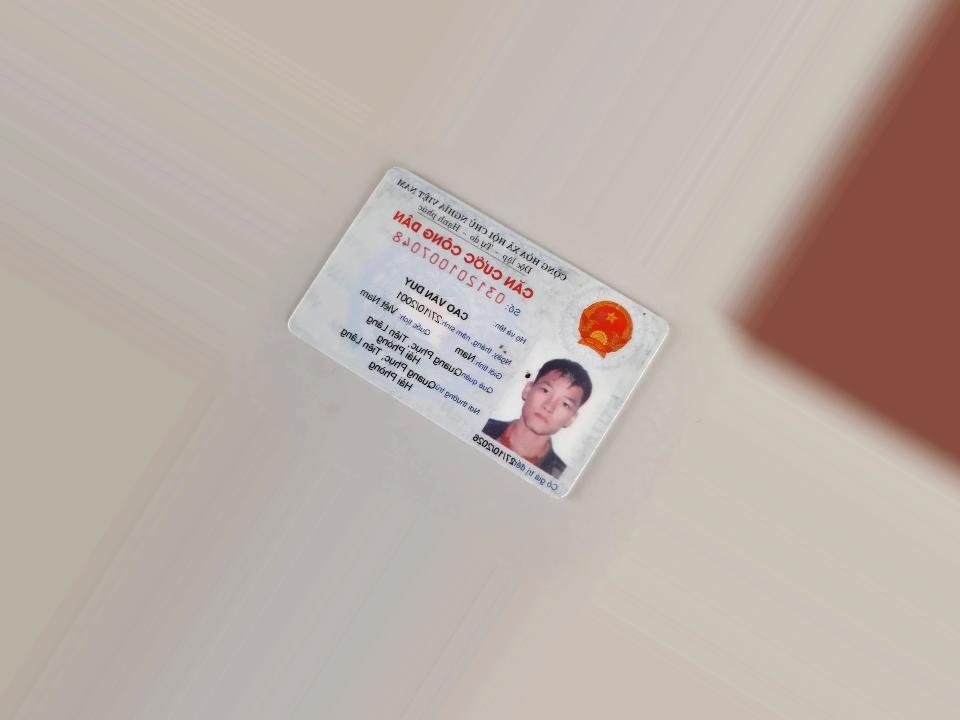 CỘNG HÒA XÃ HỘI CHỦ NGHĨA VIỆT NAM
Độc lập - Tự do - Hạnh phúc
CĂN CƯỚC CÔNG DÂN
Số: 031201007048
Họ và tên:
CAO VĂN DUY
Ngày, tháng, năm sinh: 27/10/2001
Giới tính: Nam Quốc tịch: Việt Nam
Quê quán: Quang Phục, Tiên Lãng
Hải Phòng
Nơi thường trú: Quang Phục, Tiên Lãng
Hải Phòng
Có giá trị đến: 27/10/2026